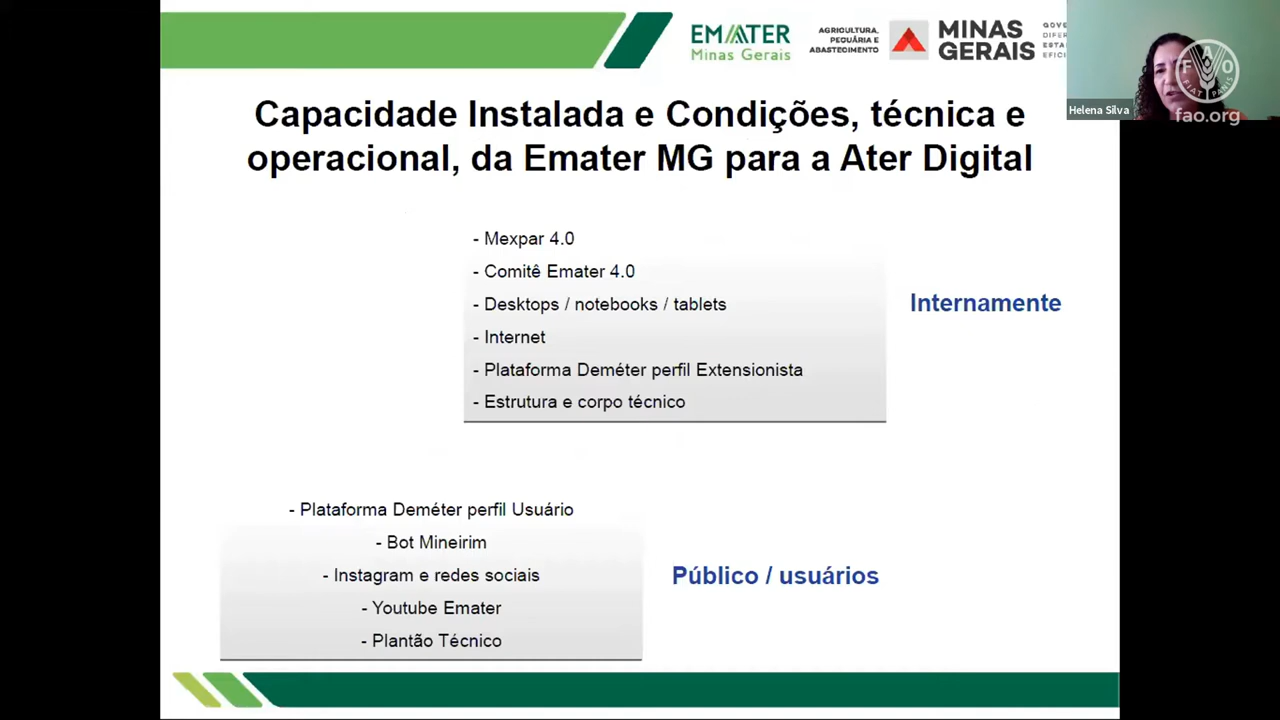 EMATER
Minas Gerais
AGRICULTURA,
PECUÁRIA E
ABASTECIMENTO
MINAS
GERAIS
Helena Silva
FAO
FIAT PANIS
fao.org
Capacidade Instalada e Condições, técnica e
operacional, da Emater MG para a Ater Digital
- Mexpar 4.0
- Comitê Emater 4.0
- Desktops / notebooks / tablets
- Internet
- Plataforma Deméter perfil Extensionista
- Estrutura e corpo técnico
Internamente
- Plataforma Deméter perfil Usuário
- Bot Mineirim
- Instagram e redes sociais
- Youtube Emater
- Plantão Técnico
Público / usuários